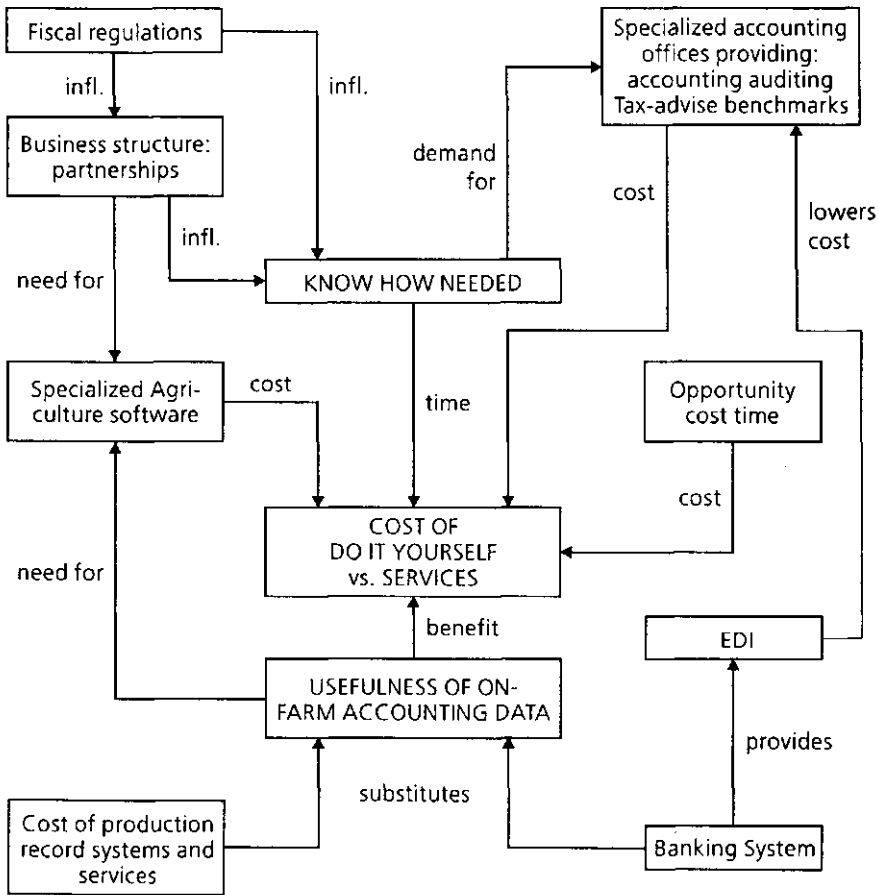 Fiscal regulations
Specialized accounting
offices providing:
accounting auditing
Tax-advise benchmarks
infl.
infl.
Business structure:
partnerships
demand
for
cost
lowers
cost
infl.
need for
KNOW HOW NEEDED
Specialized Agri-
culture software
cost
time
Opportunity
cost time
cost
COST OF
DO IT YOURSELF
vs. SERVICES
need for
benefit
EDI
USEFULNESS OF ON-
FARM ACCOUNTING DATA
provides
substitutes
Cost of production
record systems and
services
Banking System